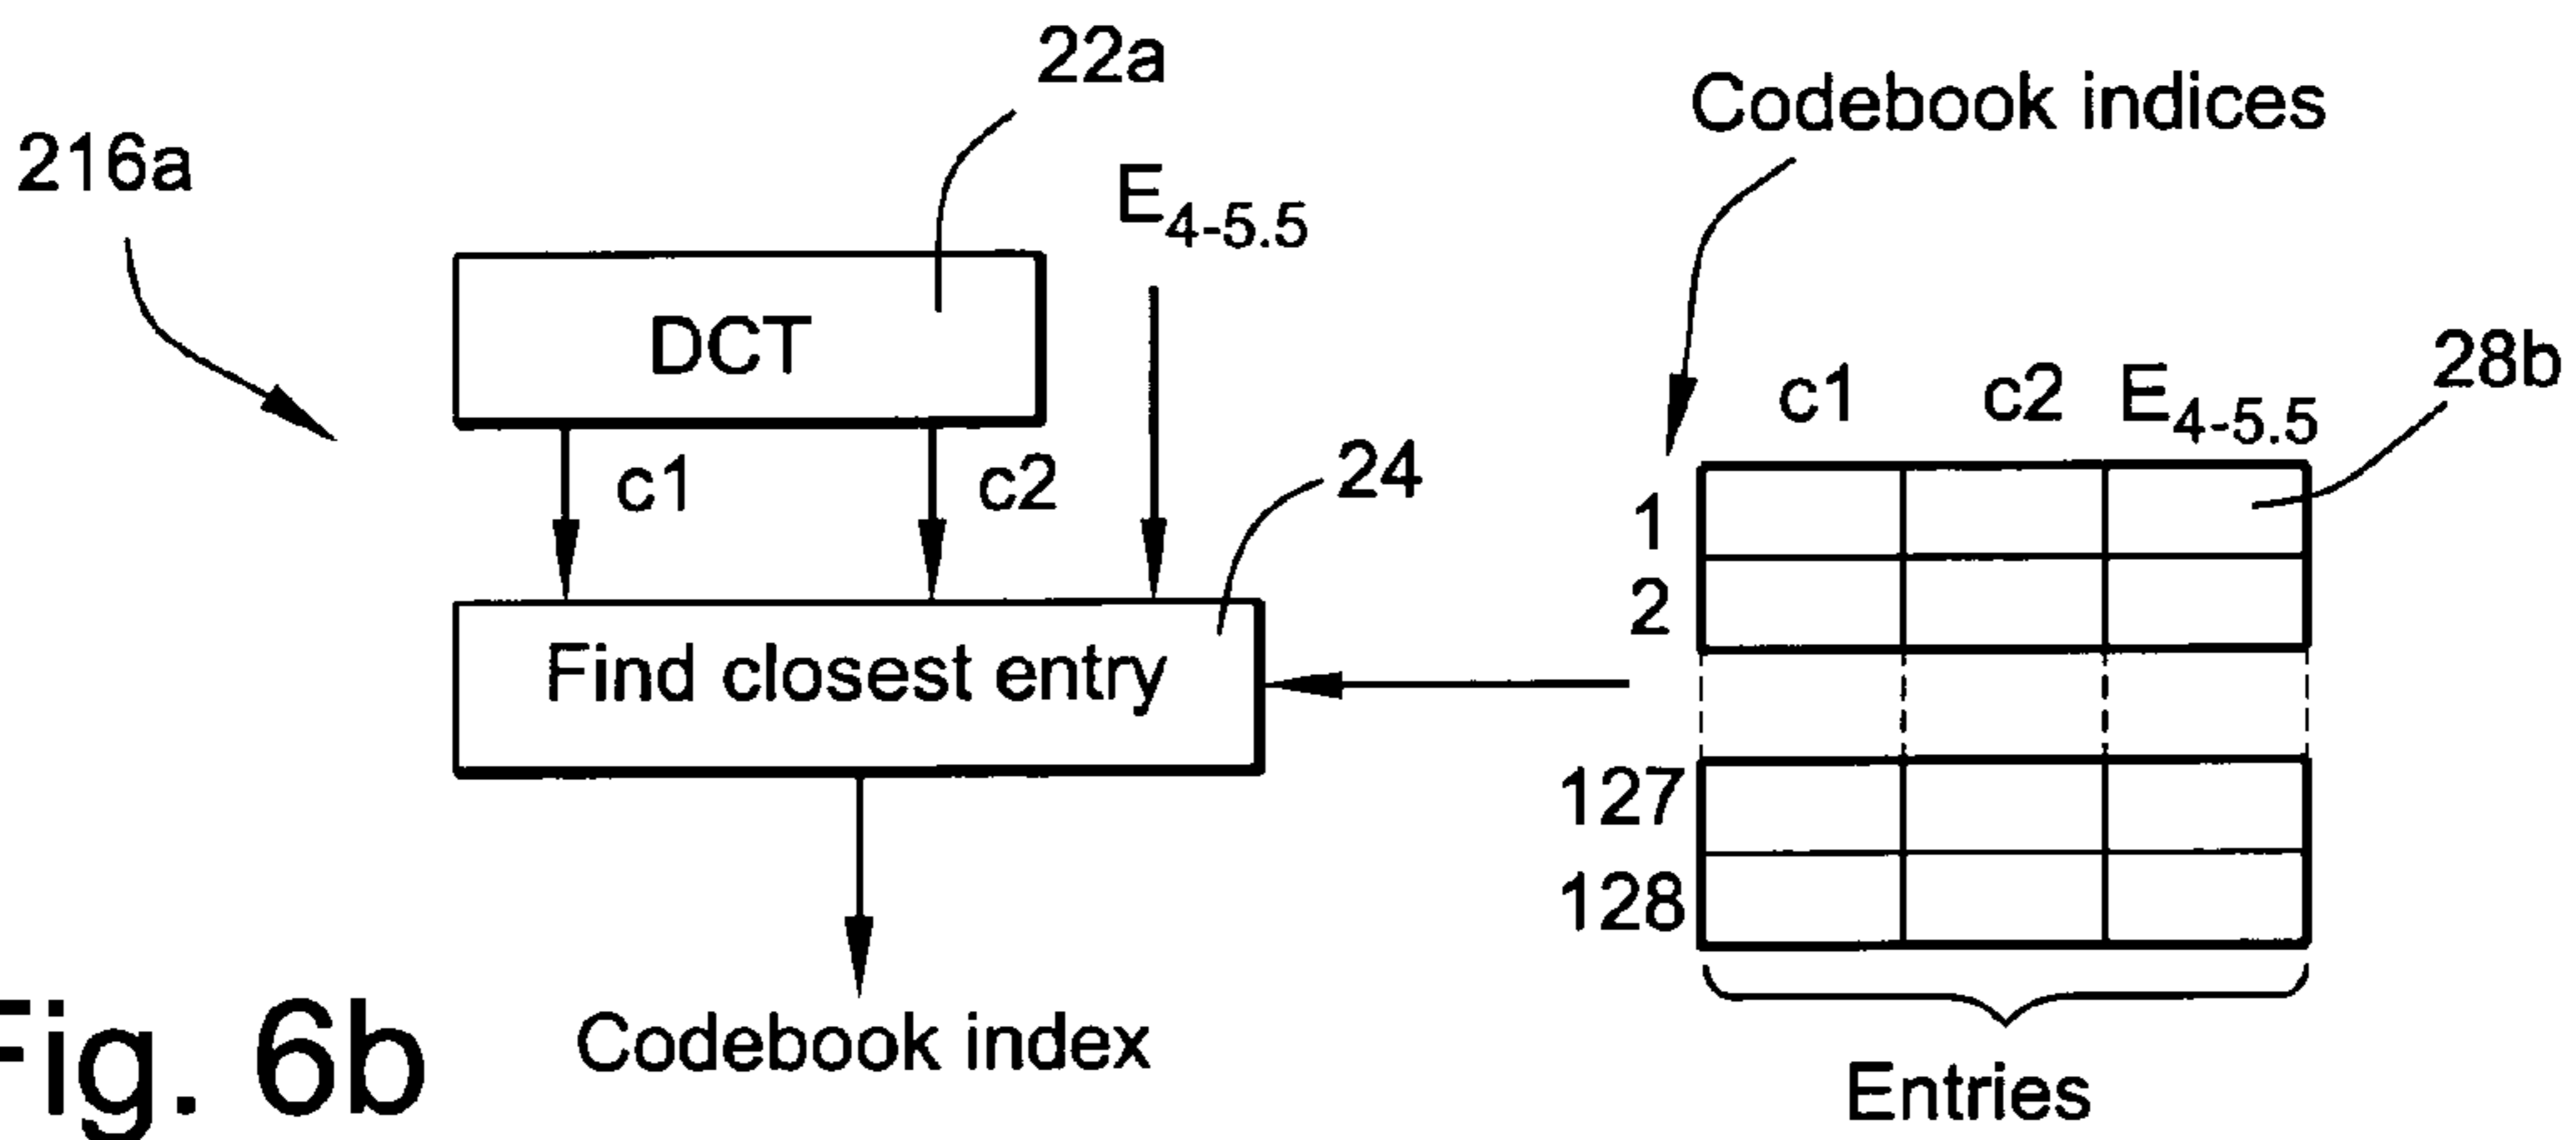 22a
Codebook indices
216a
E4-5.5
DCT
28b
c1 c2 E4-5.5
c1 c2
24
1
2
Find closest entry
127
128
Codebook index
Fig. 6b
Entries